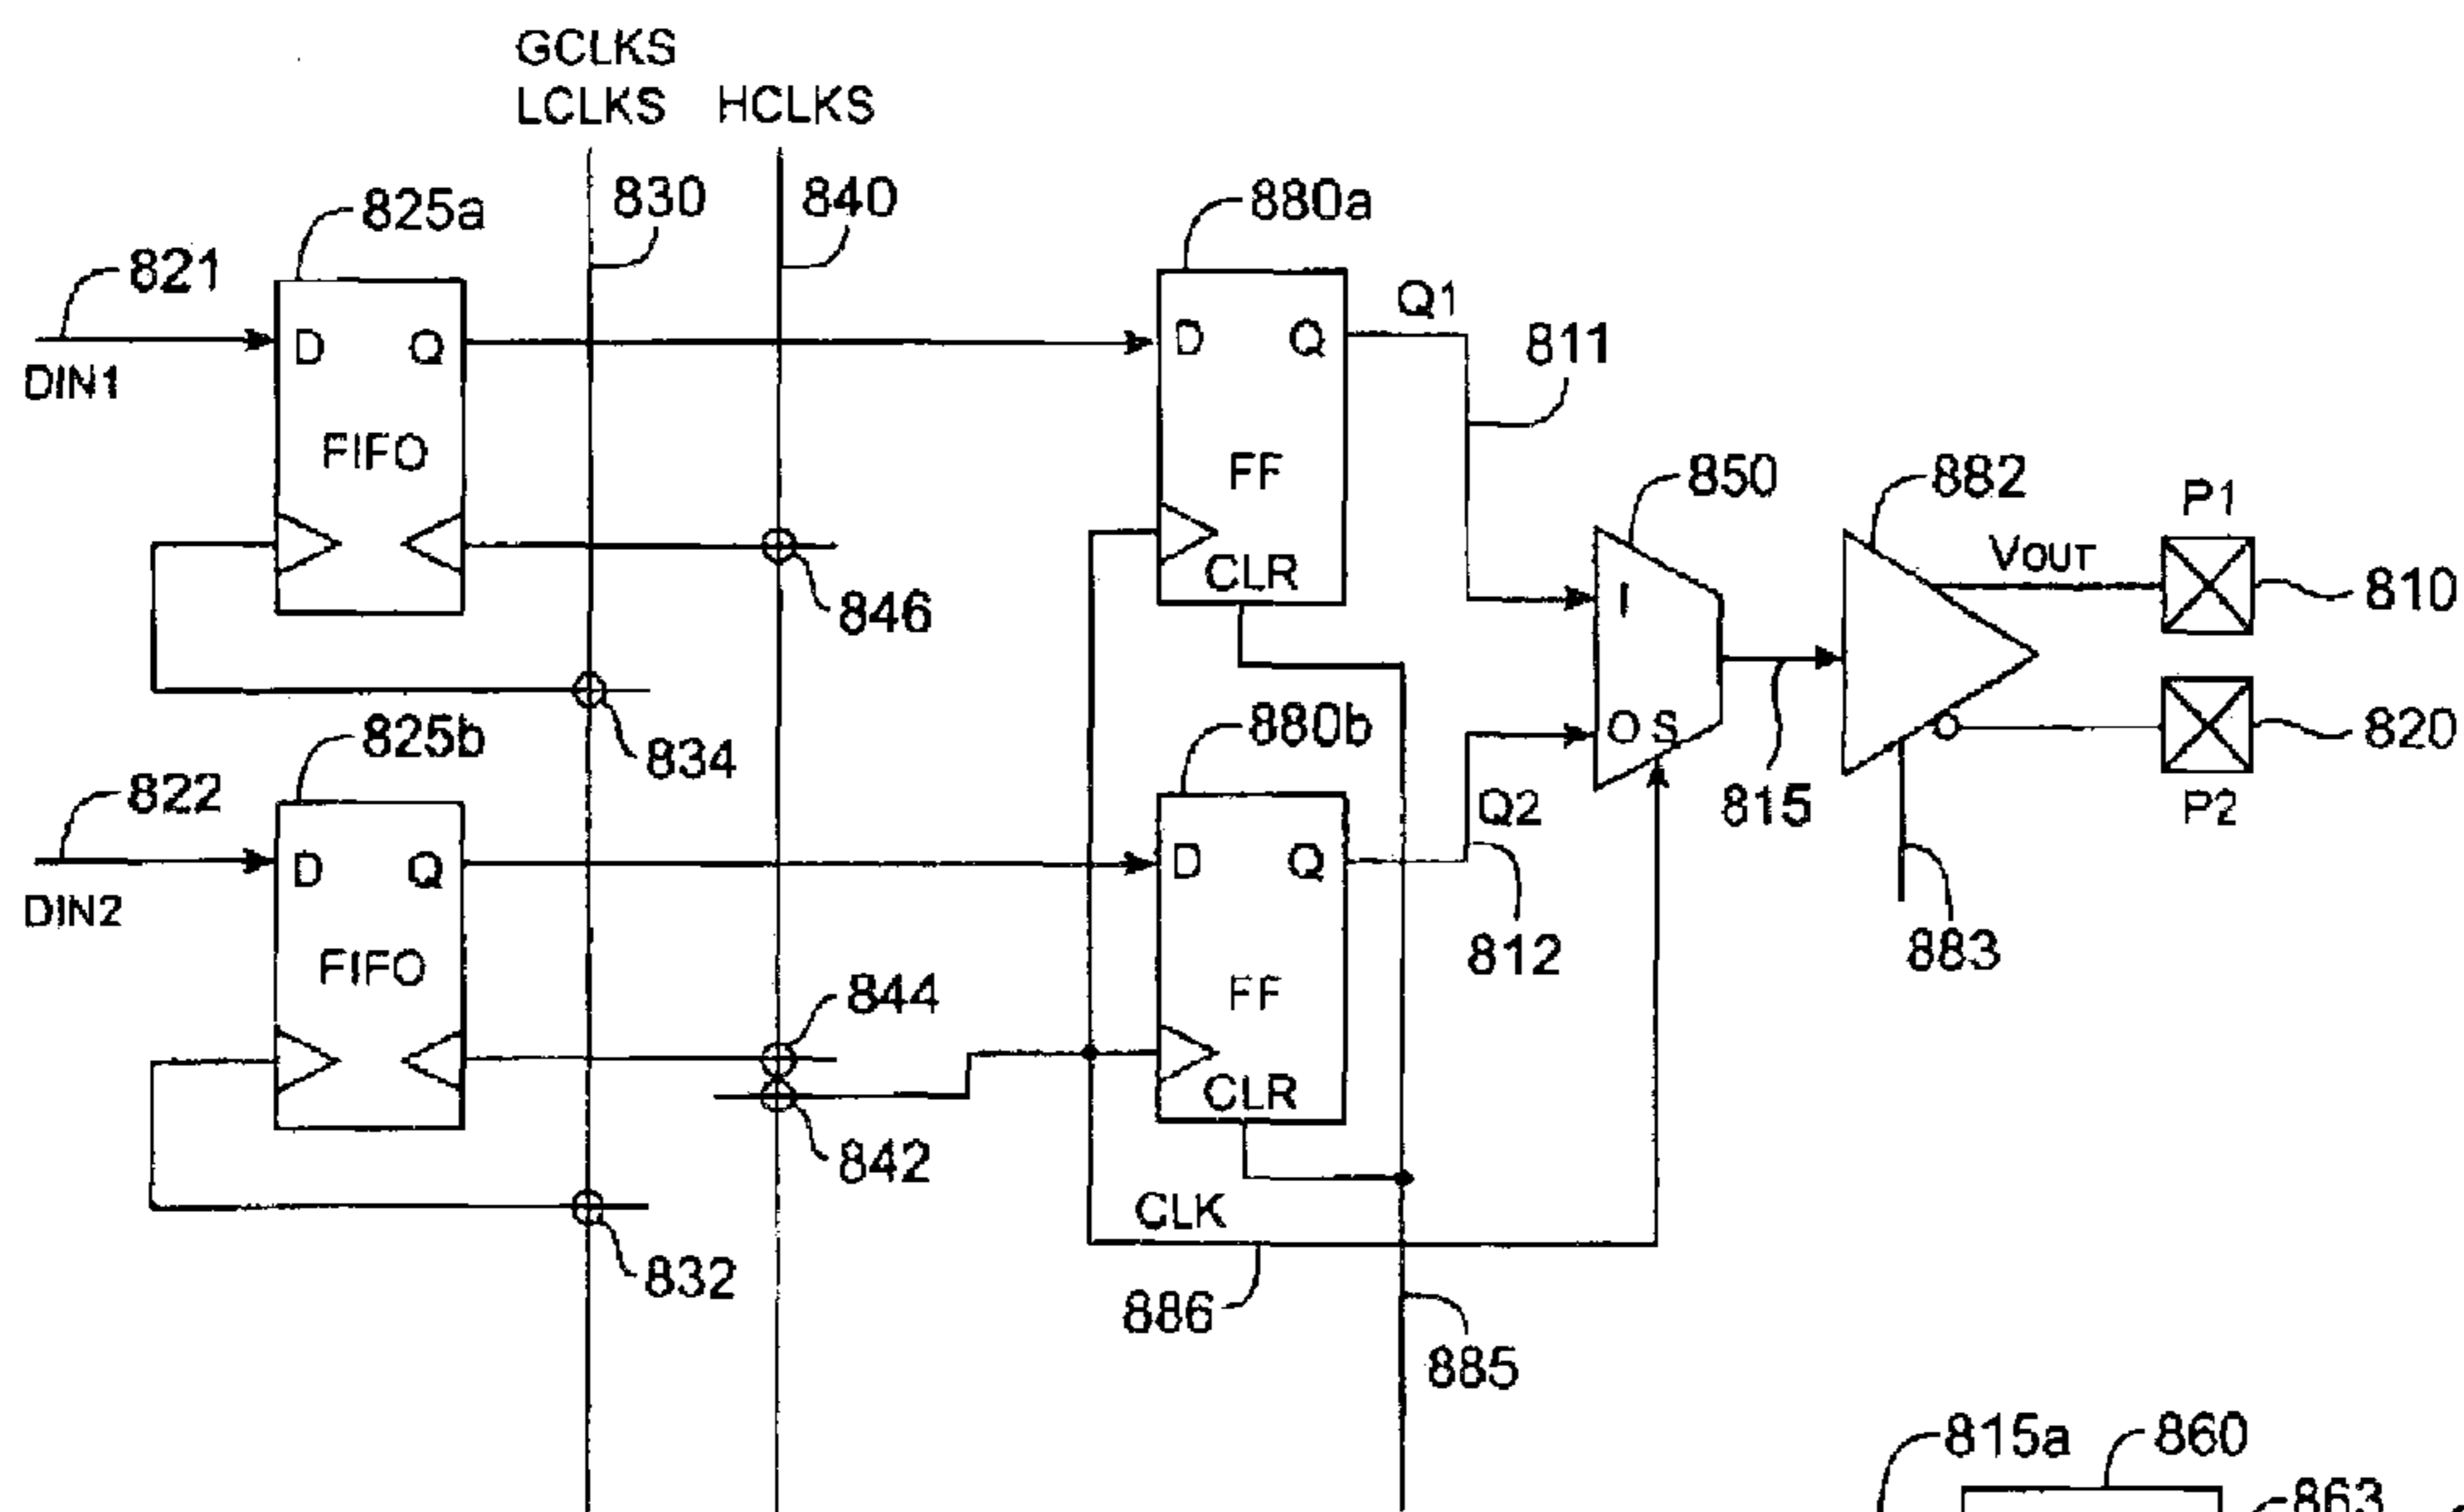 GCLKS
LCLKS
HCLKS
830
840
825a
880a
821
DIN1
D Q
FIFO
D Q
FF
CLR
Q1
811
846
834
850
I
O S
882
VOUT
P1
810
820
P2
815
883
825b
880b
822
DIN2
D Q
FIFO
D Q
FF
CLR
Q2
812
844
842
832
CLK
886
885
815a
860
863